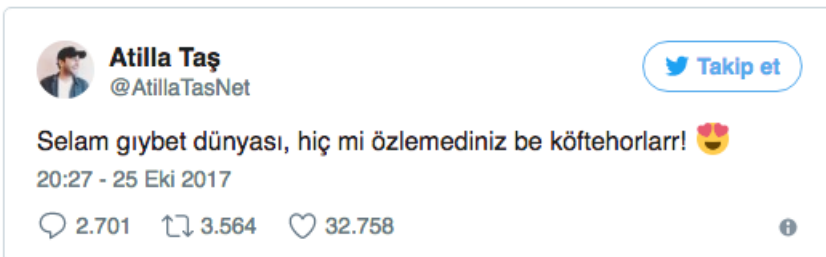 Atilla Taş
@AtillaTasNet
Takip et
Selam gıybet dünyası, hiç mi özlemediniz be köftehorlarr! 😍
20:27 - 25 Eki 2017
2.701 3.564 32.758